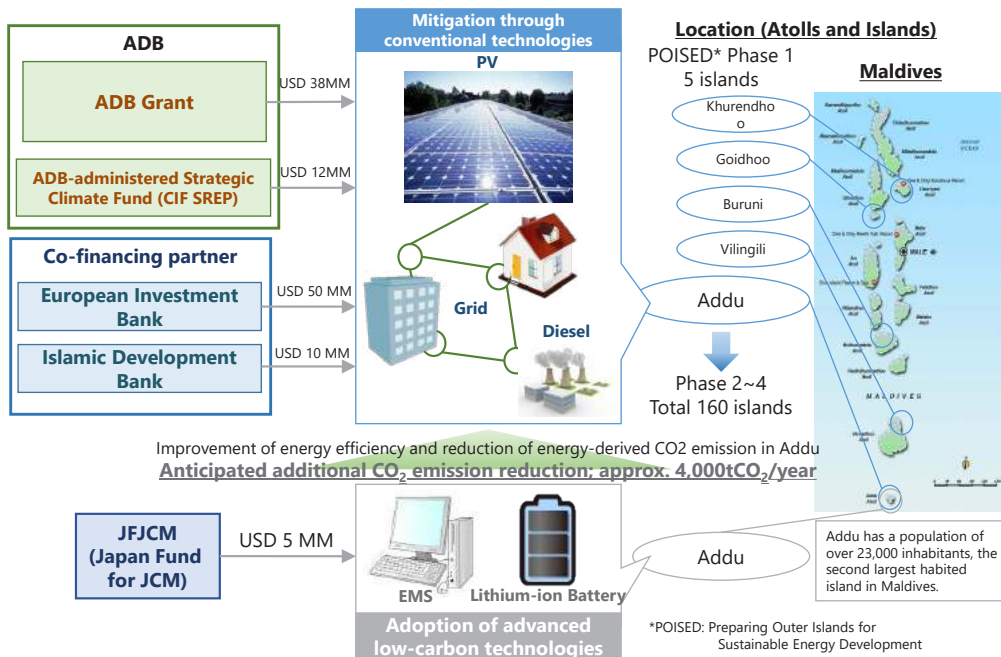 ADB
ADB Grant
ADB-administered Strategic
Climate Fund (CIF SREP)
Co-financing partner
European Investment
Bank
Islamic Development
Bank
USD 38MM
USD 12MM
USD 50 MM
USD 10 MM
Mitigation through
conventional technologies
PV
Grid
Diesel
Location (Atolls and Islands)
POISED* Phase 1
5 islands
Maldives
Khurendho
o
Goidhoo
Buruni
Vilingili
Addu
Phase 2~4
Total 160 islands
MALE
MALDIVES
Improvement of energy efficiency and reduction of energy-derived CO2 emission in Addu
Anticipated additional CO₂ emission reduction; approx. 4,000tCO₂/year
JFJCM
(Japan Fund
for JCM)
USD 5 MM
EMS
Lithium-ion Battery
Adoption of advanced
low-carbon technologies
Addu
Addu has a population of
over 23,000 inhabitants, the
second largest habited
island in Maldives.
*POISED: Preparing Outer Islands for
Sustainable Energy Development